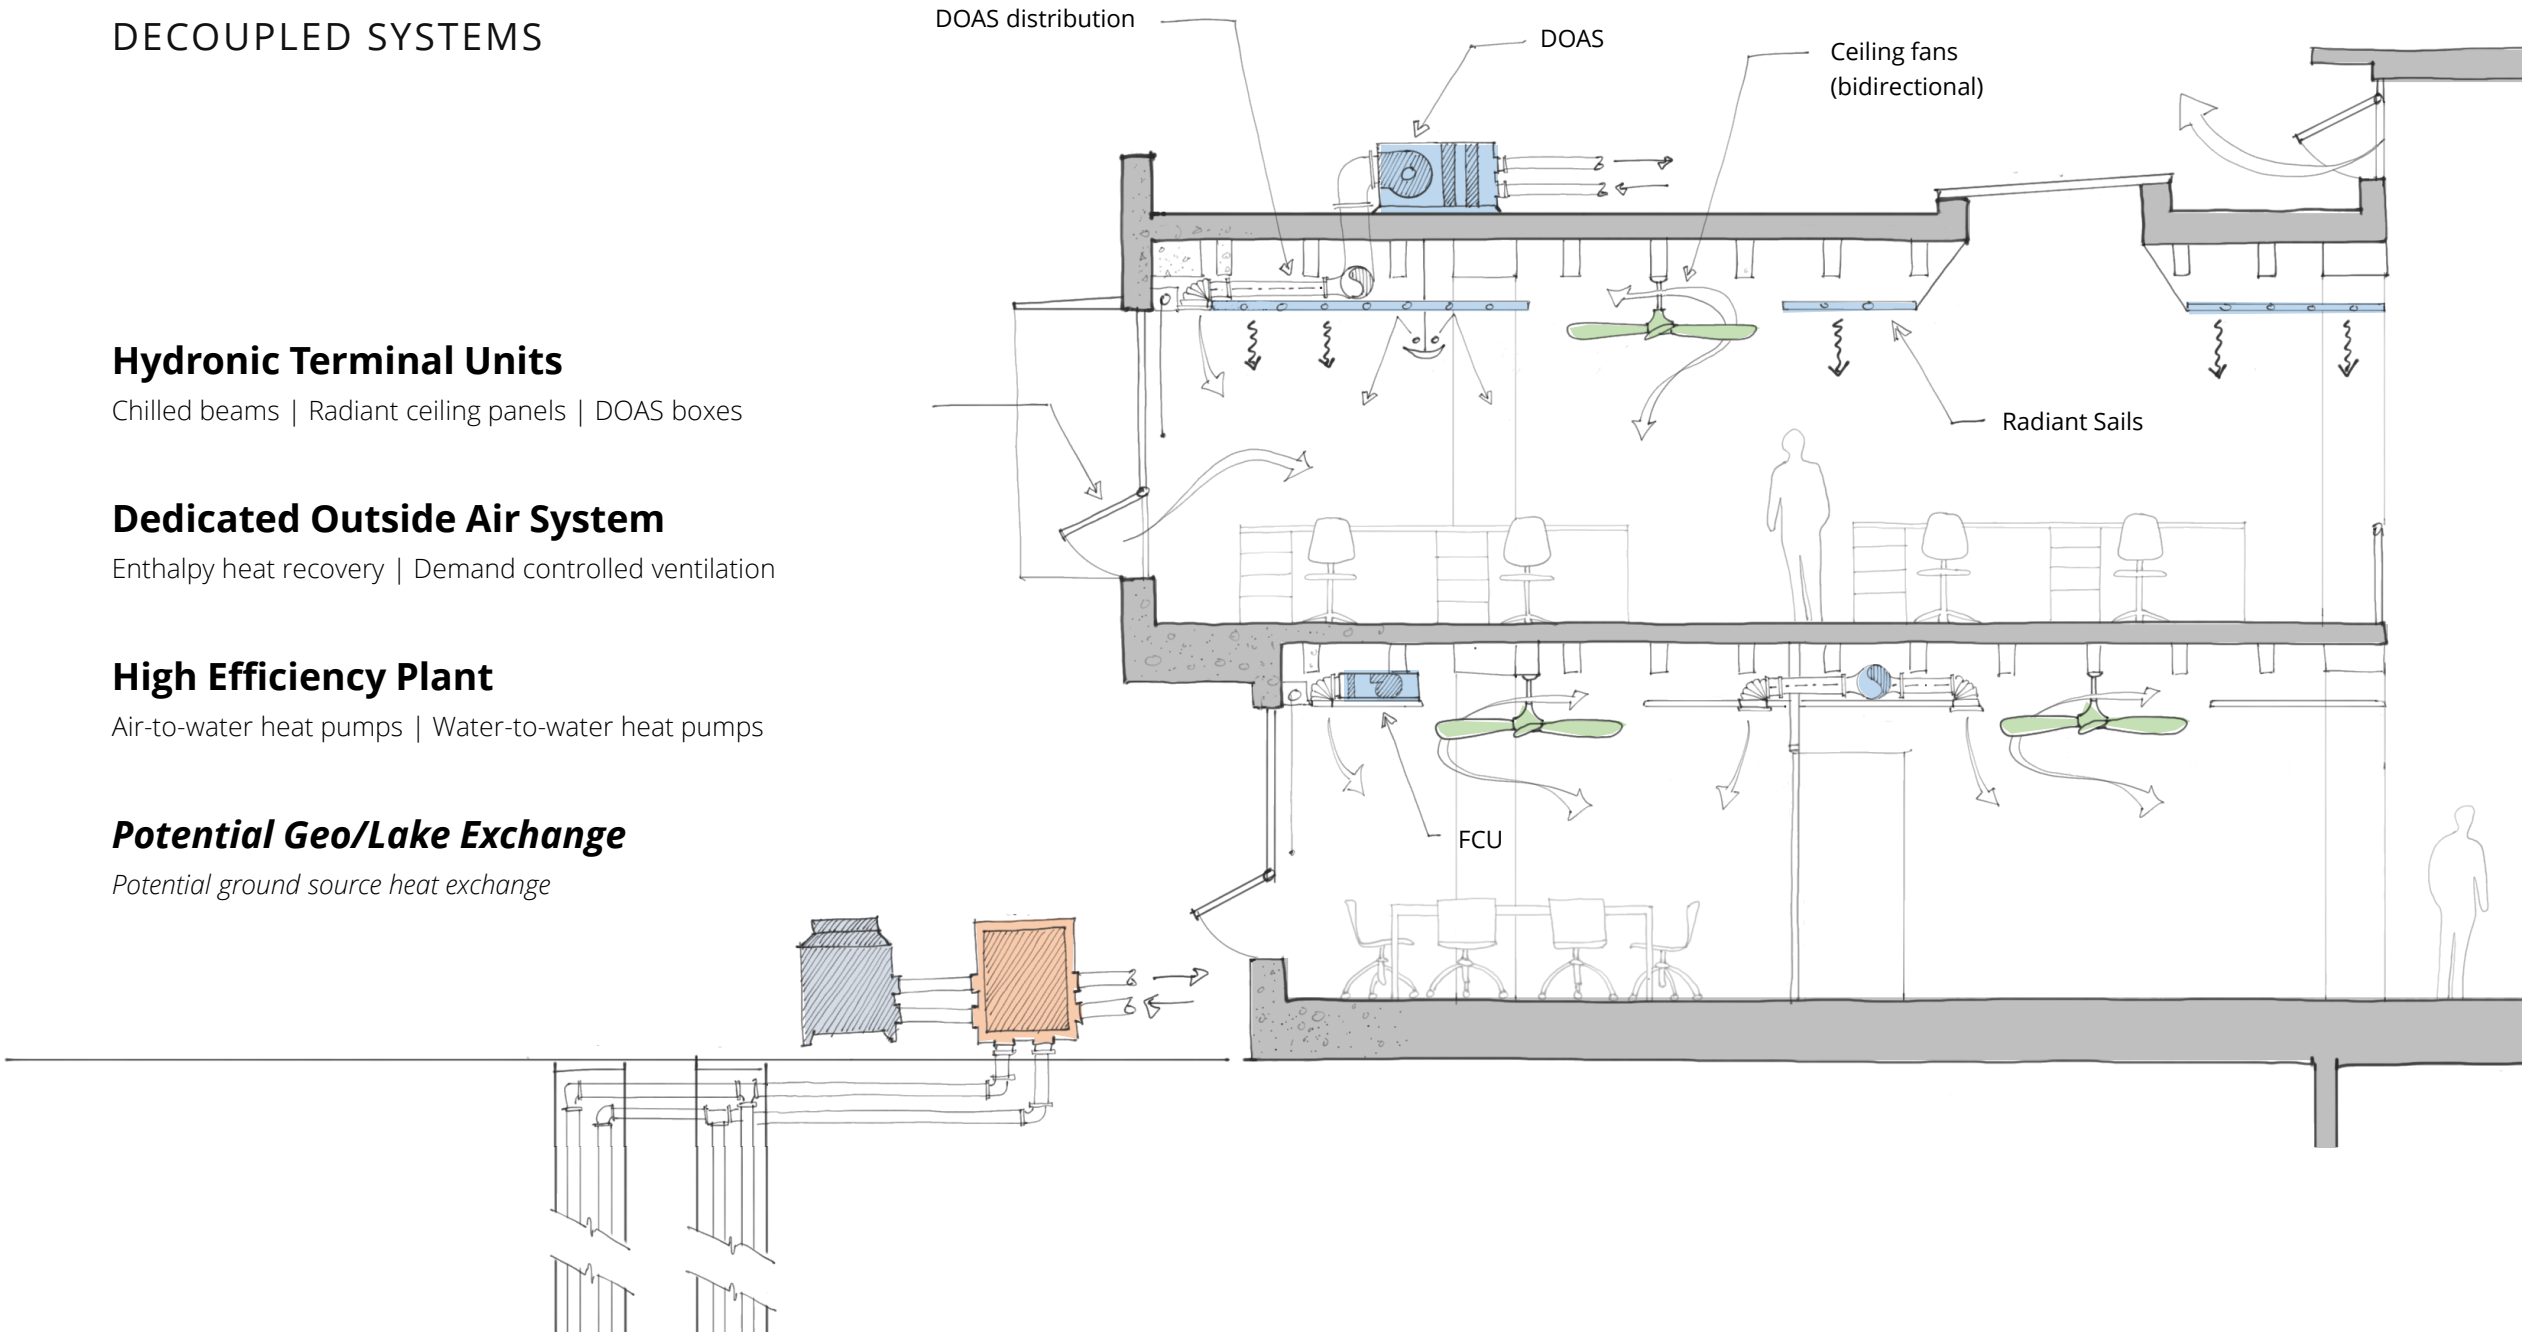 DECOUPLED SYSTEMS
DOAS distribution
DOAS
Ceiling fans
(bidirectional)
Hydronic Terminal Units
Chilled beams | Radiant ceiling panels | DOAS boxes
Radiant Sails
Dedicated Outside Air System
Enthalpy heat recovery | Demand controlled ventilation
High Efficiency Plant
Air-to-water heat pumps | Water-to-water heat pumps
Potential Geo/Lake Exchange
Potential ground source heat exchange
FCU